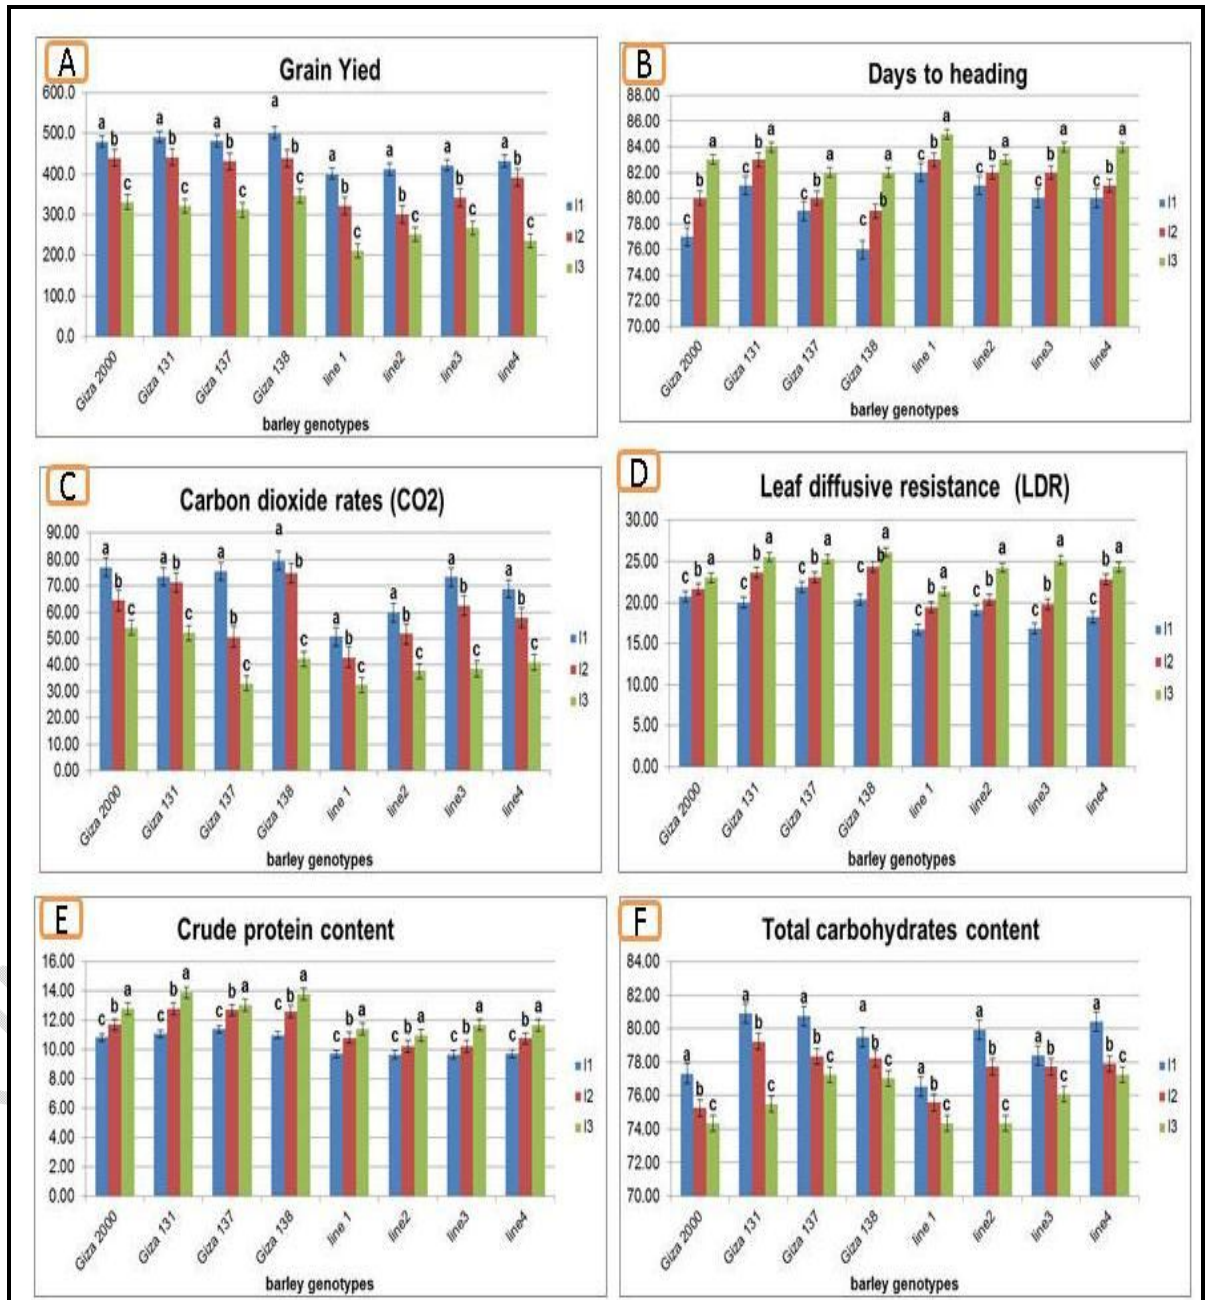 A
Grain Yied
600.0
500.0
400.0
300.0
200.0
100.0
0.0
a b c a b c a b c a b c a b c a b c a b c a b c
I1
I2
I3
Giza 2000 Giza 131 Giza 137 Giza 138 line 1 line2 line3 line4
barley genotypes
B
Days to heading
88.00
86.00
84.00
82.00
80.00
78.00
76.00
74.00
72.00
70.00
c b a c b a c b a c b a c b a c b a c b a c b a
I1
I2
I3
Giza 2000 Giza 131 Giza 137 Giza 138 line 1 line2 line3 line4
barley genotypes
C
Carbon dioxide rates (CO2)
90.00
80.00
70.00
60.00
50.00
40.00
30.00
20.00
10.00
0.00
a b c a b c a b c a b c a b c a b c a b c a b c
I1
I2
I3
Giza 2000 Giza 131 Giza 137 Giza 138 line 1 line2 line3 line4
barley genotypes
D
Leaf diffusive resistance (LDR)
30.00
25.00
20.00
15.00
10.00
5.00
0.00
c b a c b a c b a c b a c b a c b a c b a c b a
I1
I2
I3
Giza 2000 Giza 131 Giza 137 Giza 138 line 1 line2 line3 line4
barley genotypes
E
Crude protein content
16.00
14.00
12.00
10.00
8.00
6.00
4.00
2.00
0.00
c b a c b a c b a c b a c b a c b a c b a c b a
I1
I2
I3
Giza 2000 Giza 131 Giza 137 Giza 138 line 1 line2 line3 line4
barley genotypes
F
Total carbohydrates content
84.00
82.00
80.00
78.00
76.00
74.00
72.00
70.00
a b c a b c a b c a b c a b c a b c a b c a b c
I1
I2
I3
Giza 2000 Giza 131 Giza 137 Giza 138 line 1 line2 line3 line4
barley genotypes